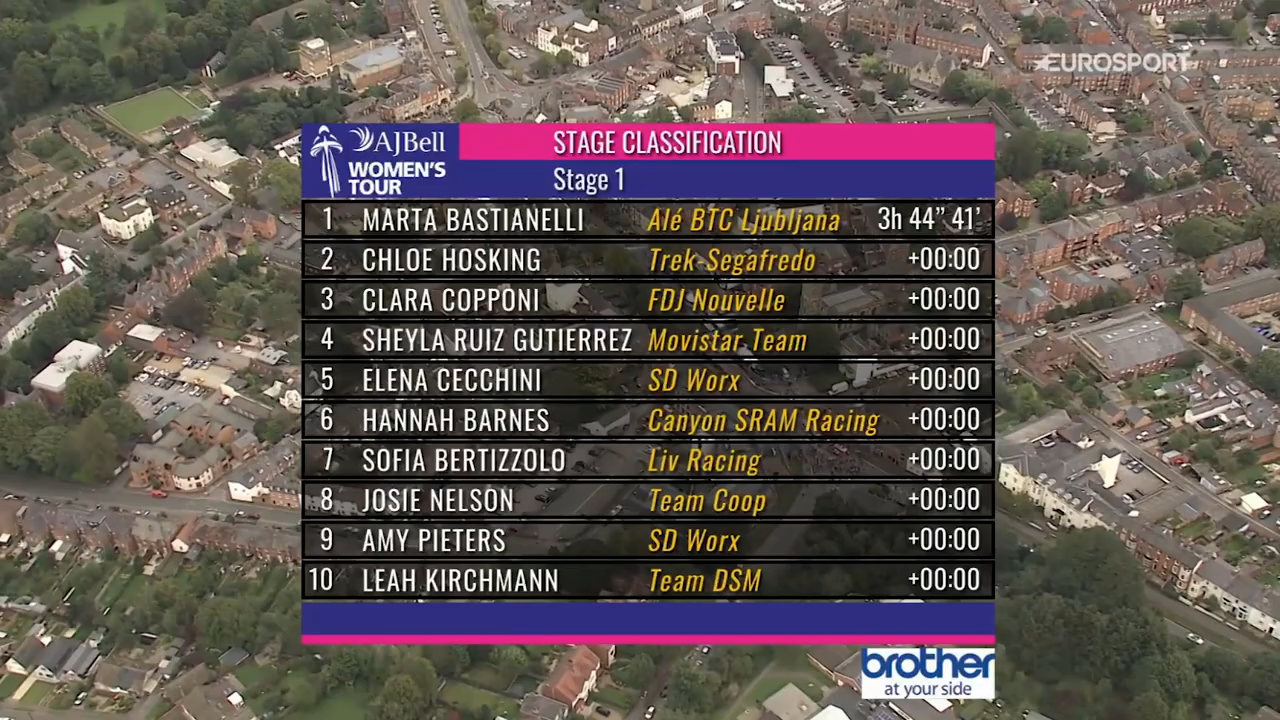 EUROSPORT
AJBell
WOMEN'S
TOUR
STAGE CLASSIFICATION
Stage 1
1 MARTA BASTIANELLI Alé BTC Ljubljana 3h 44” 41’
2 CHLOE HOSKING Trek-Segafredo +00:00
3 CLARA COPPONI FDJ Nouvelle +00:00
4 SHEYLA RUIZ GUTIERREZ Movistar Team +00:00
5 ELENA CECCHINI SD Worx +00:00
6 HANNAH BARNES Canyon SRAM Racing +00:00
7 SOFIA BERTIZZOLO Liv Racing +00:00
8 JOSIE NELSON Team Coop +00:00
9 AMY PIETERS SD Worx +00:00
10 LEAH KIRCHMANN Team DSM +00:00
brother
at your side